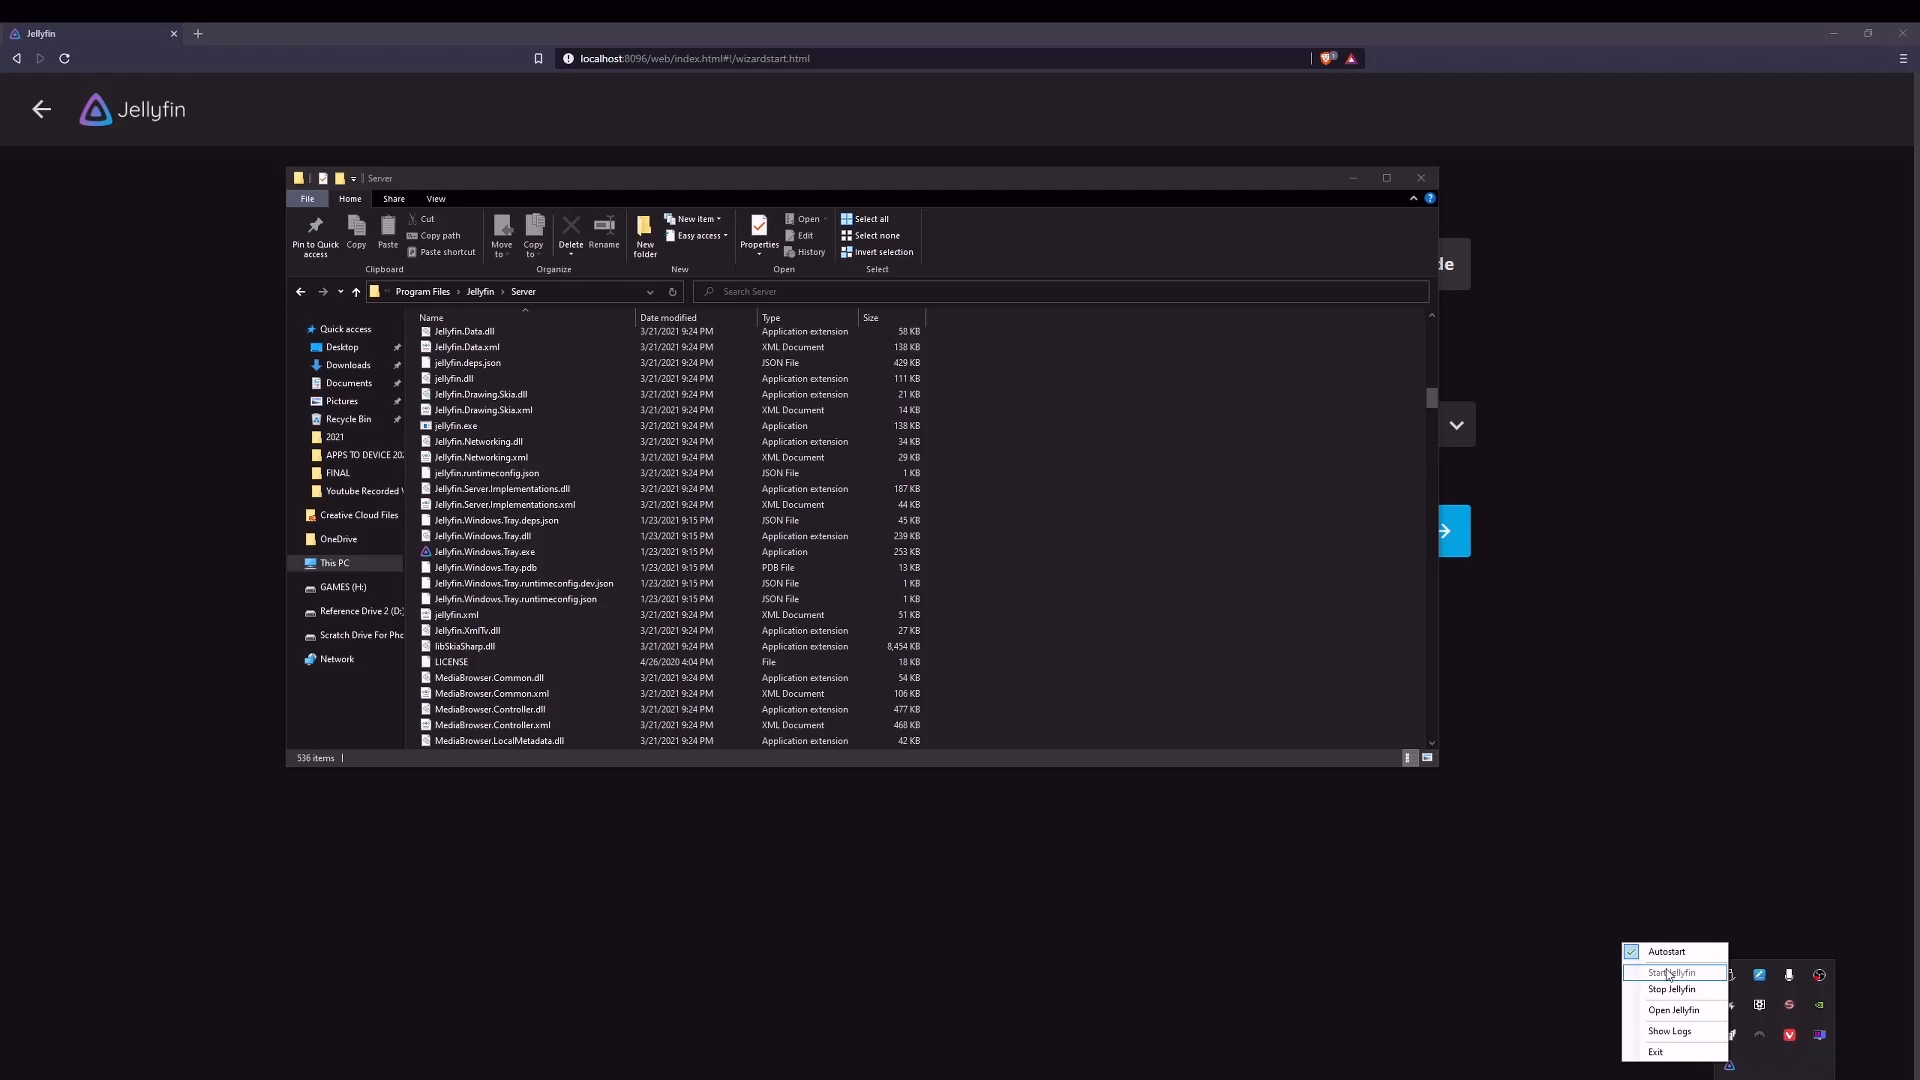 Jellyfin
localhost:8096/web/index.html#!/wizardstart.html
1
Jellyfin
Server
File Home Share View
Pin to Quick access
Copy
Paste
Cut
Copy path
Paste shortcut
Clipboard
Move to
Copy to
Delete
Rename
Organize
New folder
New item
Easy access
New
Properties
Open
Edit
History
Open
Select all
Select none
Invert selection
Select
de
Program Files > Jellyfin > Server
Search Server
Quick access
Desktop
Downloads
Documents
Pictures
Recycle Bin
2021
APPS TO DEVICE 202
FINAL
Youtube Recorded V
Creative Cloud Files
OneDrive
This PC
GAMES (H:)
Reference Drive 2 (D:)
Scratch Drive For Pho
Network
Name Date modified Type Size
Jellyfin.Data.dll 3/21/2021 9:24 PM Application extension 58 KB
Jellyfin.Data.xml 3/21/2021 9:24 PM XML Document 138 KB
jellyfin.deps.json 3/21/2021 9:24 PM JSON File 429 KB
jellyfin.dll 3/21/2021 9:24 PM Application extension 111 KB
Jellyfin.Drawing.Skia.dll 3/21/2021 9:24 PM Application extension 21 KB
Jellyfin.Drawing.Skia.xml 3/21/2021 9:24 PM XML Document 14 KB
jellyfin.exe 3/21/2021 9:24 PM Application 138 KB
Jellyfin.Networking.dll 3/21/2021 9:24 PM Application extension 34 KB
Jellyfin.Networking.xml 3/21/2021 9:24 PM XML Document 29 KB
jellyfin.runtimeconfig.json 3/21/2021 9:24 PM JSON File 1 KB
Jellyfin.Server.Implementations.dll 3/21/2021 9:24 PM Application extension 187 KB
Jellyfin.Server.Implementations.xml 3/21/2021 9:24 PM XML Document 44 KB
Jellyfin.Windows.Tray.deps.json 1/23/2021 9:15 PM JSON File 45 KB
Jellyfin.Windows.Tray.dll 1/23/2021 9:15 PM Application extension 239 KB
Jellyfin.Windows.Tray.exe 1/23/2021 9:15 PM Application 253 KB
Jellyfin.Windows.Tray.pdb 1/23/2021 9:15 PM PDB File 13 KB
Jellyfin.Windows.Tray.runtimeconfig.dev.json 1/23/2021 9:15 PM JSON File 1 KB
Jellyfin.Windows.Tray.runtimeconfig.json 1/23/2021 9:15 PM JSON File 1 KB
jellyfin.xml 3/21/2021 9:24 PM XML Document 51 KB
Jellyfin.XmlTv.dll 3/21/2021 9:24 PM Application extension 27 KB
libSkiaSharp.dll 3/21/2021 9:24 PM Application extension 8,454 KB
LICENSE 4/26/2020 4:04 PM File 18 KB
MediaBrowser.Common.dll 3/21/2021 9:24 PM Application extension 54 KB
MediaBrowser.Common.xml 3/21/2021 9:24 PM XML Document 106 KB
MediaBrowser.Controller.dll 3/21/2021 9:24 PM Application extension 477 KB
MediaBrowser.Controller.xml 3/21/2021 9:24 PM XML Document 468 KB
MediaBrowser.LocalMetadata.dll 3/21/2021 9:24 PM Application extension 42 KB
536 items
Autostart
Start Jellyfin
Stop Jellyfin
Open Jellyfin
Show Logs
Exit